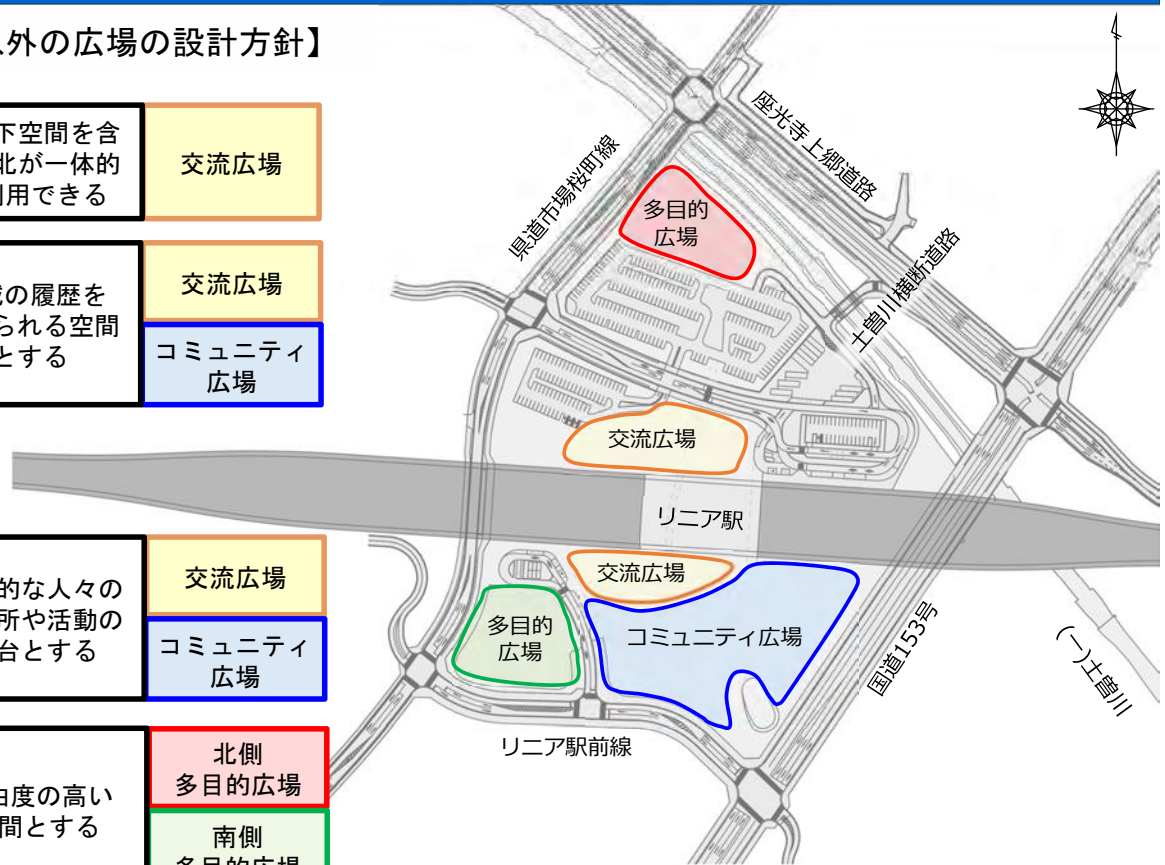 外の広場の設計方針】
下空間を含
北が一体的
利用できる
交流広場
の履歴を
られる空間
とする
交流広場
コミュニティ
広場
的な人々の
所や活動の
台とする
交流広場
コミュニティ
広場
由度の高い
間とする
北側
多目的広場
南側
多目的広場
座光寺上郷道路
県道市場桜町線
多目的
広場
土曽川横断道路
交流広場
リニア駅
交流広場
多目的
広場
コミュニティ広場
国道153号
(一)土曽川
リニア駅前線